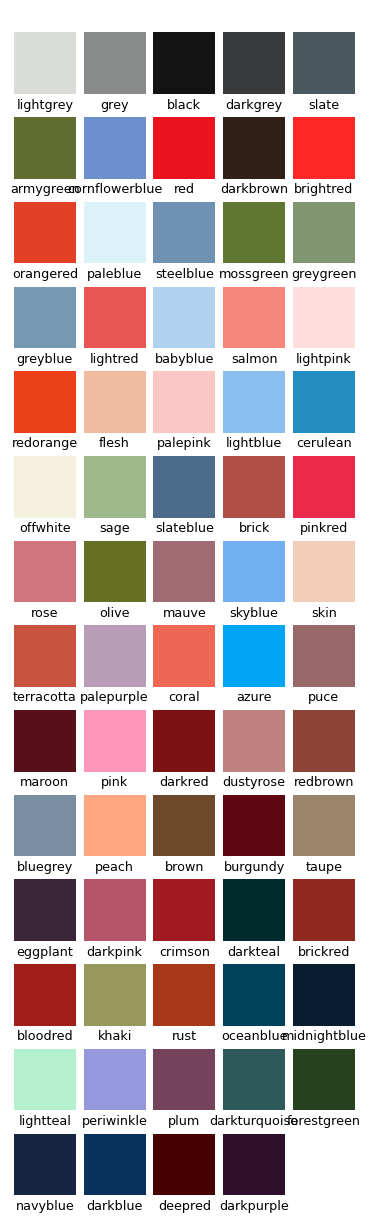 lightgrey grey black darkgrey slate
armygreen cornflowerblue red darkbrown brightred
orangered paleblue steelblue mossgreen greygreen
greyblue lightred babyblue salmon lightpink
redorange flesh palepink lightblue cerulean
offwhite sage slateblue brick pinkred
rose olive mauve skyblue skin
terracotta palepurple coral azure puce
maroon pink darkred dustyrose redbrown
bluegrey peach brown burgundy taupe
eggplant darkpink crimson darkteal brickred
bloodred khaki rust oceanblue midnightblue
lightteal periwinkle plum darkturquoise forestgreen
navyblue darkblue deepred darkpurple